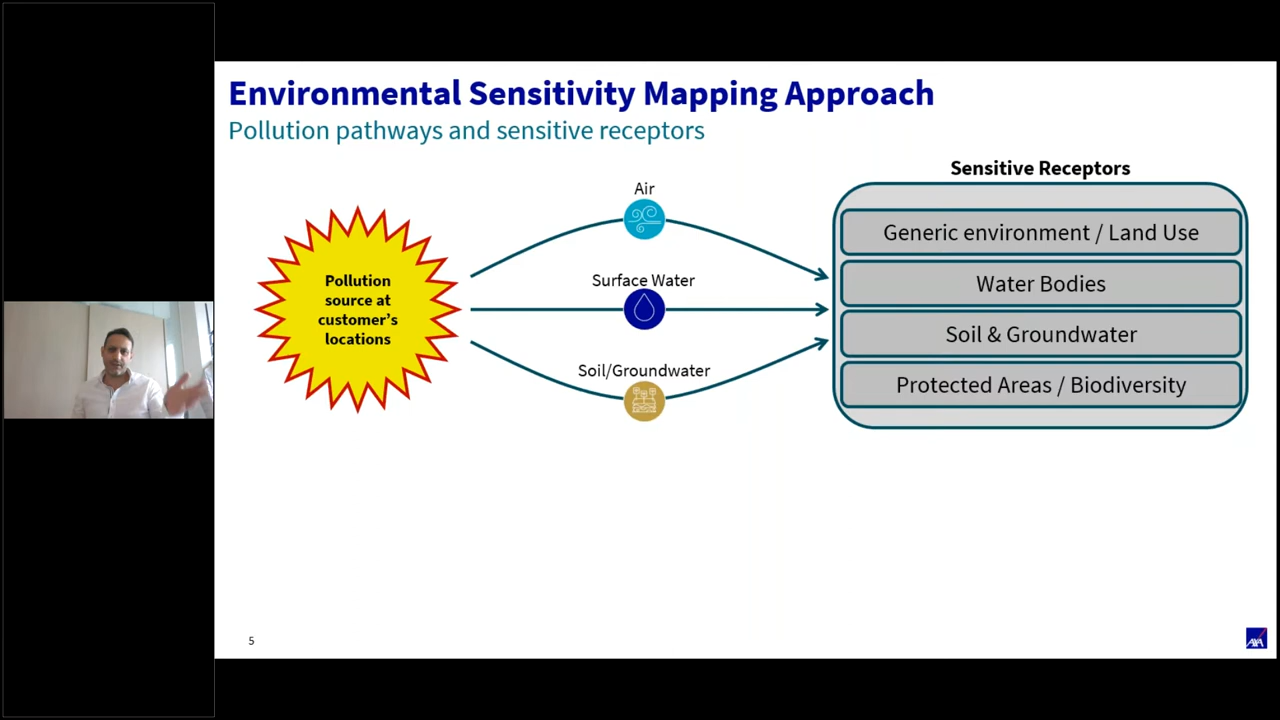 Environmental Sensitivity Mapping Approach
Pollution pathways and sensitive receptors
Sensitive Receptors
Air
Pollution
source at
customer's
locations
Surface Water
Soil/Groundwater
Generic environment / Land Use
Water Bodies
Soil & Groundwater
Protected Areas / Biodiversity
5
AXA